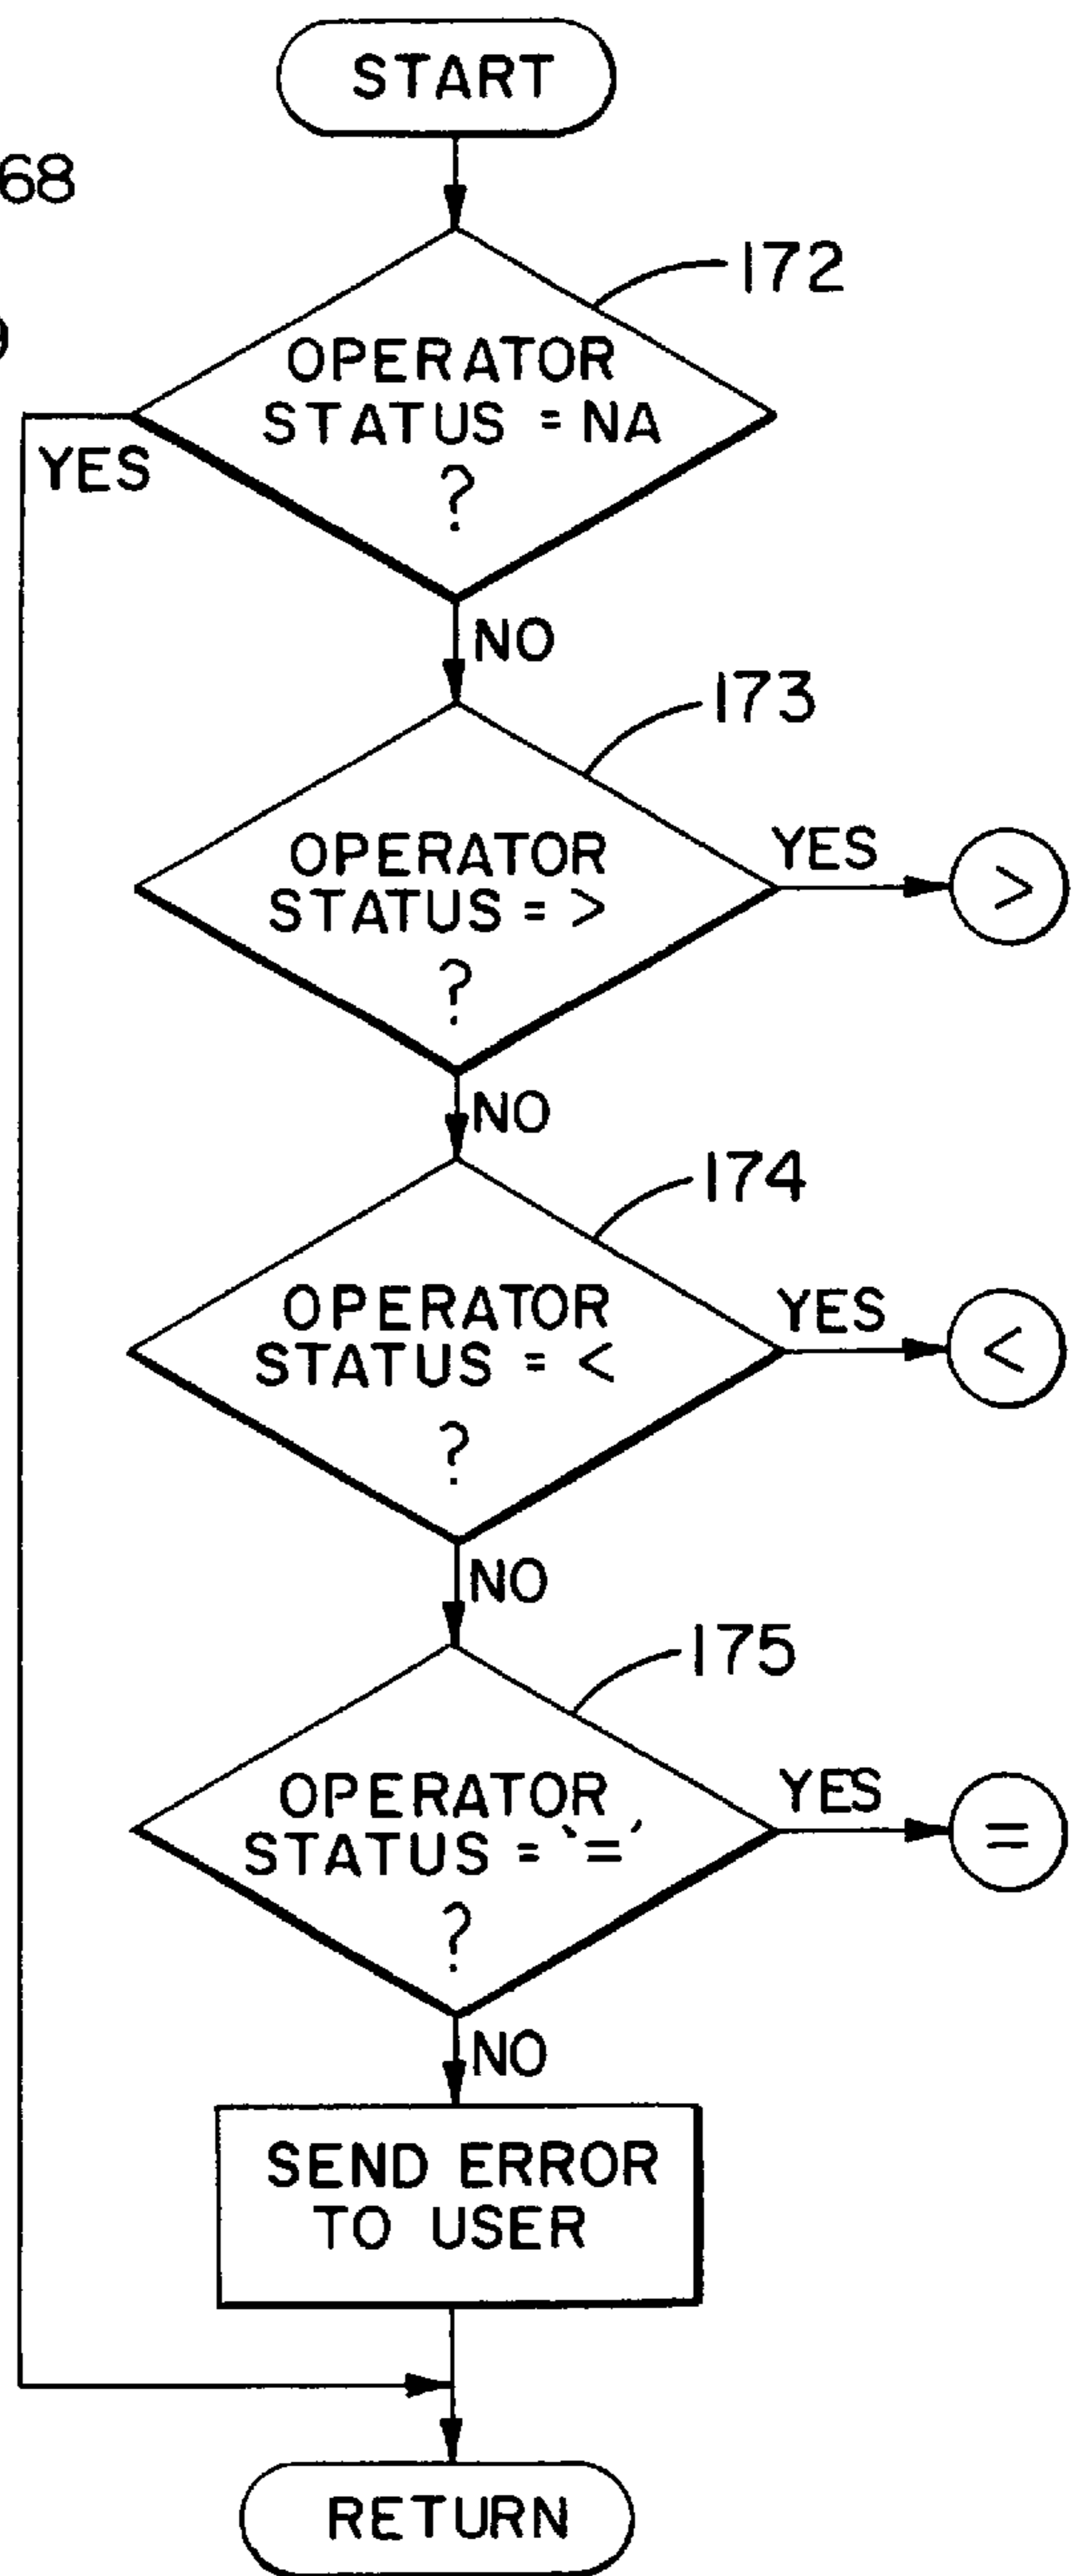 START
68
172
9
OPERATOR
STATUS = NA
?
YES
NO
173
OPERATOR
STATUS = >
?
YES
>
NO
174
OPERATOR
STATUS = <
?
YES
<
NO
175
OPERATOR
STATUS = '='
?
YES
=
NO
SEND ERROR
TO USER
RETURN